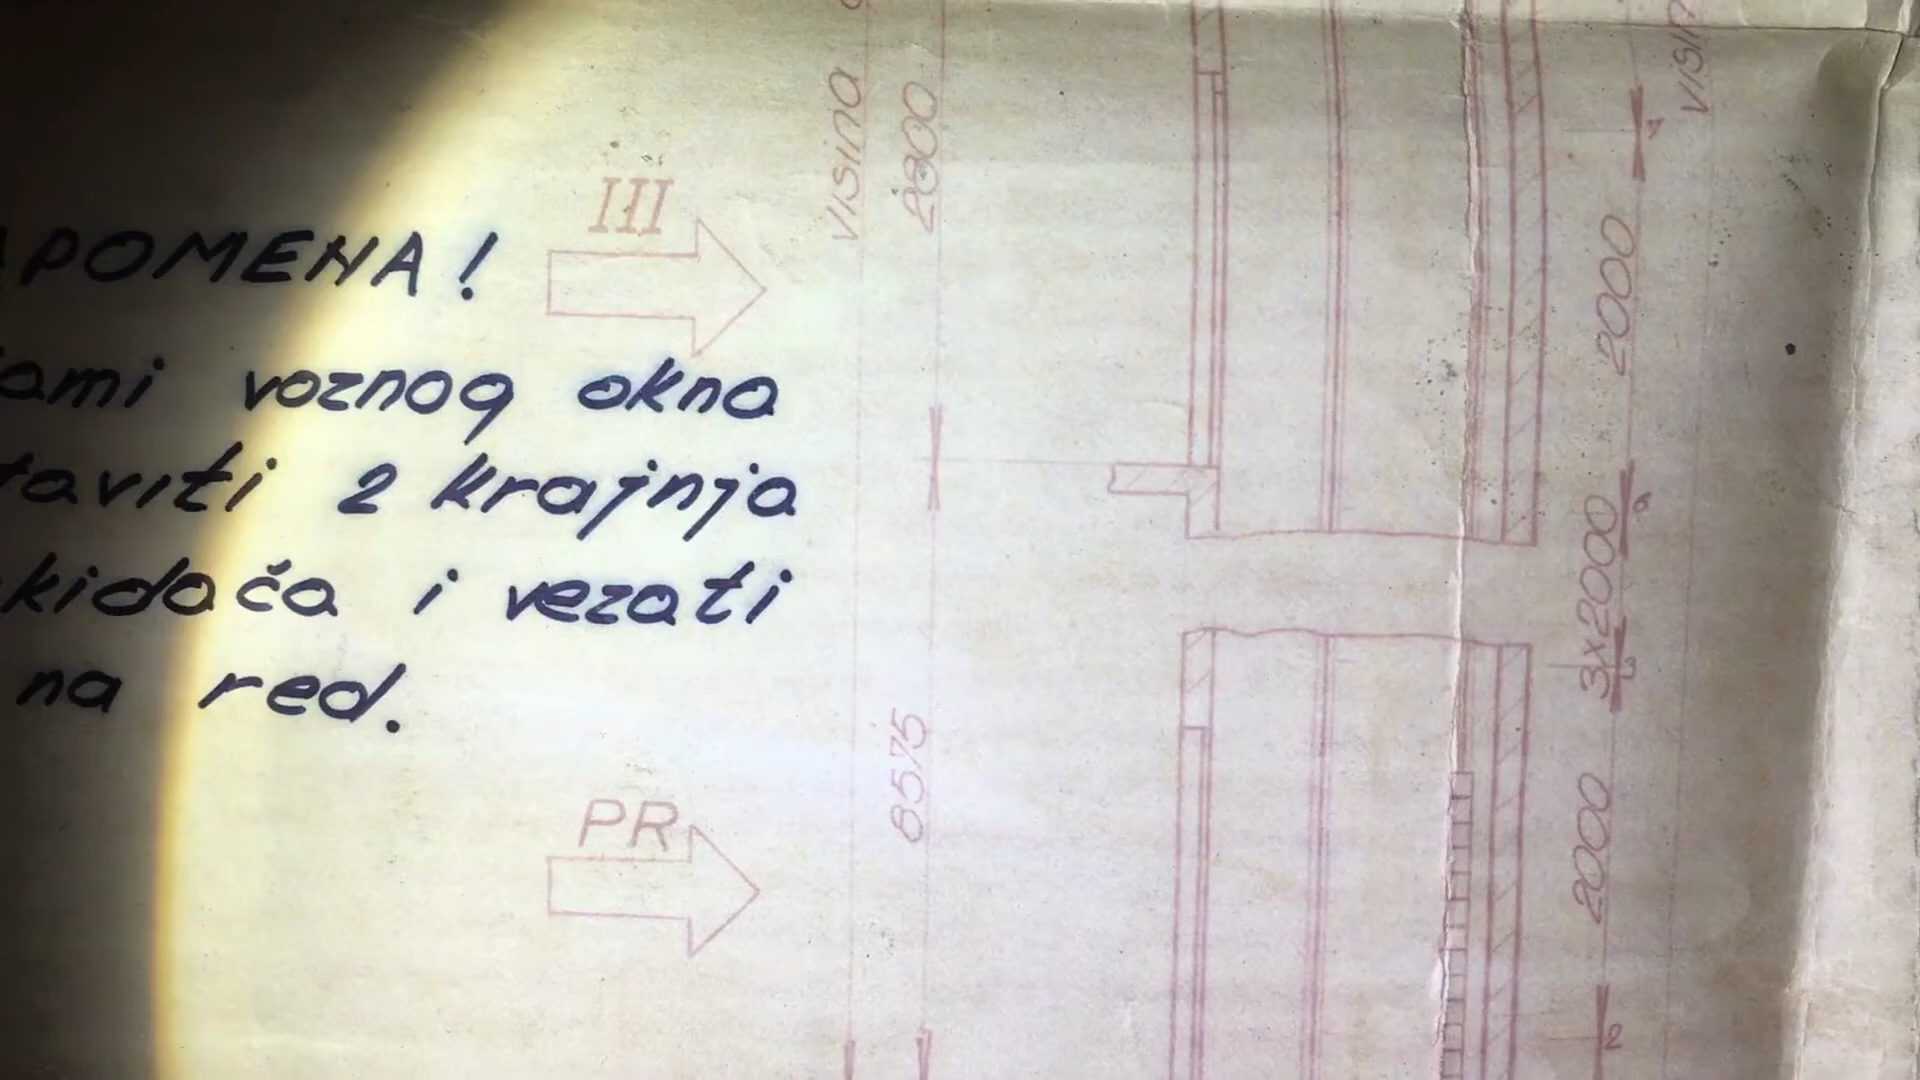 III
POMENA!
jami voznog okna
taviti 2 krajnja
kidača i vezati
na red.
PR
visina
2800
8575
2000
3x2000
2000
2